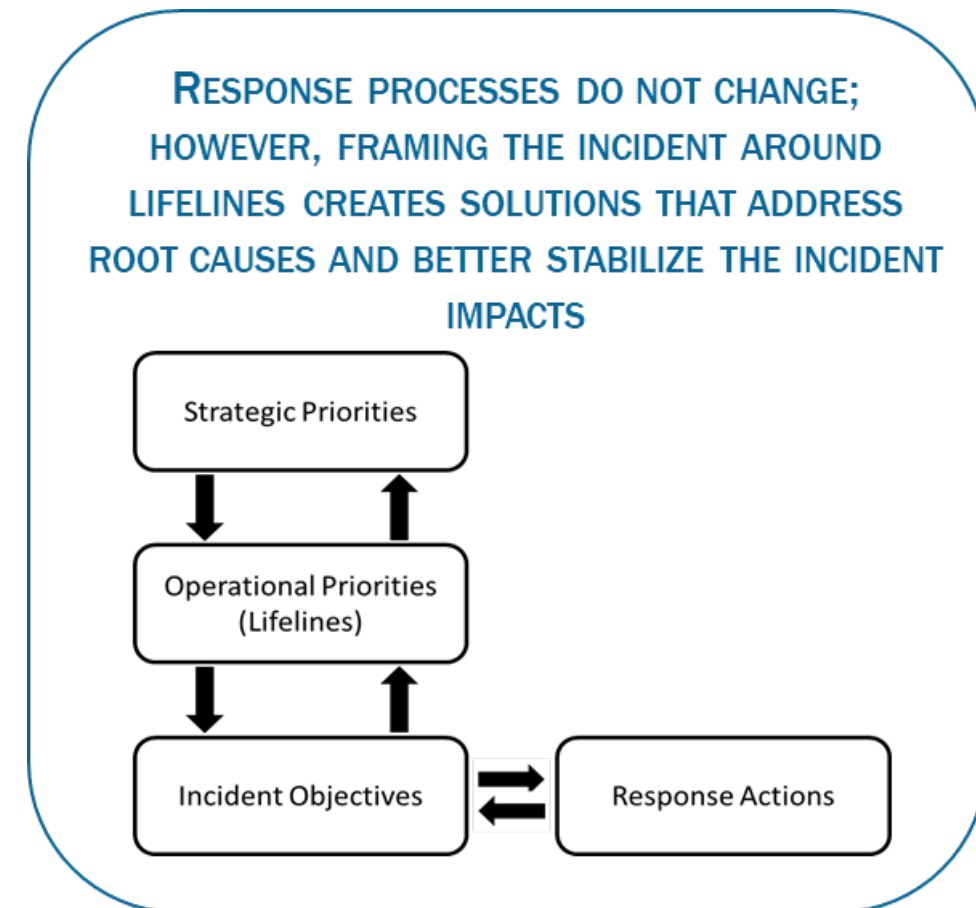 RESPONSE PROCESSES DO NOT CHANGE;
HOWEVER, FRAMING THE INCIDENT AROUND
LIFELINES CREATES SOLUTIONS THAT ADDRESS
ROOT CAUSES AND BETTER STABILIZE THE INCIDENT
IMPACTS
Strategic Priorities
Operational Priorities
(Lifelines)
Incident Objectives
Response Actions